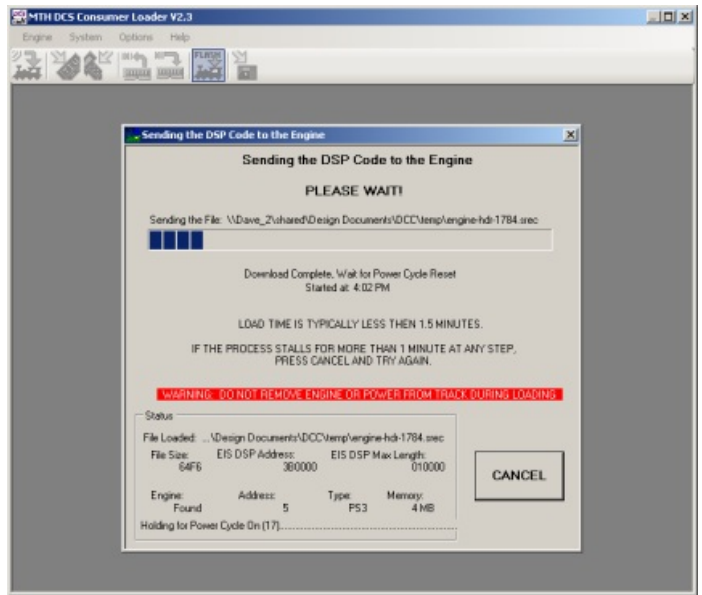 MTH DCS Consumer Loader V2.3
Engine System Options Help
FLASH
Sending the DSP Code to the Engine
Sending the DSP Code to the Engine
PLEASE WAIT!
Sending the File: \\Dave_2\shared\Design Documents\DCC\temp\engine-hdr-1784.srec
Download Complete, Wait for Power Cycle Reset
Started at: 4:02 PM
LOAD TIME IS TYPICALLY LESS THEN 1.5 MINUTES.
IF THE PROCESS STALLS FOR MORE THAN 1 MINUTE AT ANY STEP,
PRESS CANCEL AND TRY AGAIN.
WARNING: DO NOT REMOVE ENGINE OR POWER FROM TRACK DURING LOADING
Status
File Loaded: ...\Design Documents\DCC\temp\engine-hdr-1784.srec
File Size: EIS DSP Address: EIS DSP Max Length:
64F6 3B0000 010000
CANCEL
Engine: Address: Type: Memory:
Found 5 PS3 4 MB
Holding for Power Cycle On (17)